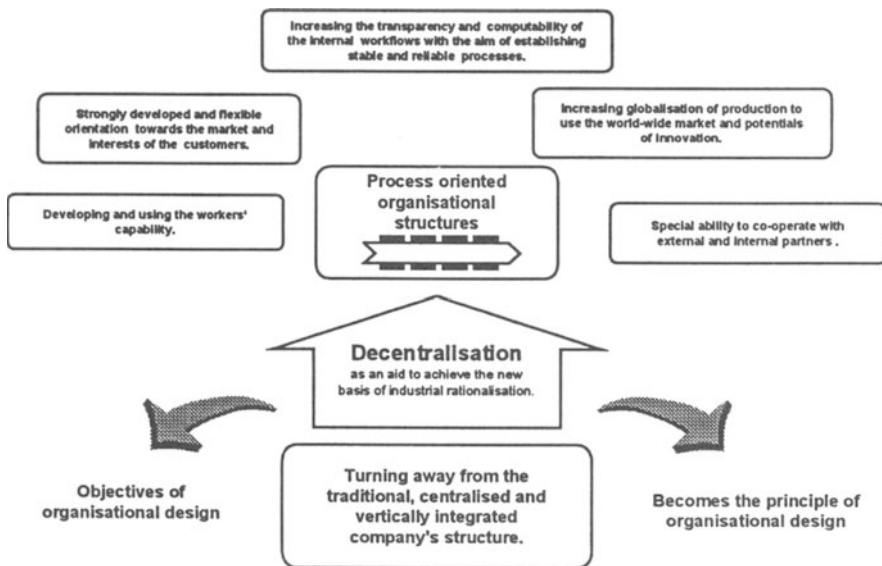 Increasing the transparency and computability of
the internal workflows with the aim of establishing
stable and reliable processes.
Strongly developed and flexible
orientation towards the market and
interests of the customers.
Increasing globalisation of production to
use the world-wide market and potentials
of innovation.
Process oriented
organisational
structures
Developing and using the workers'
capability.
Special ability to co-operate with
external and internal partners .
Decentralisation
as an aid to achieve the new
basis of industrial rationalisation.
Objectives of
organisational design
Turning away from the
traditional, centralised and
vertically integrated
company's structure.
Becomes the principle of
organisational design